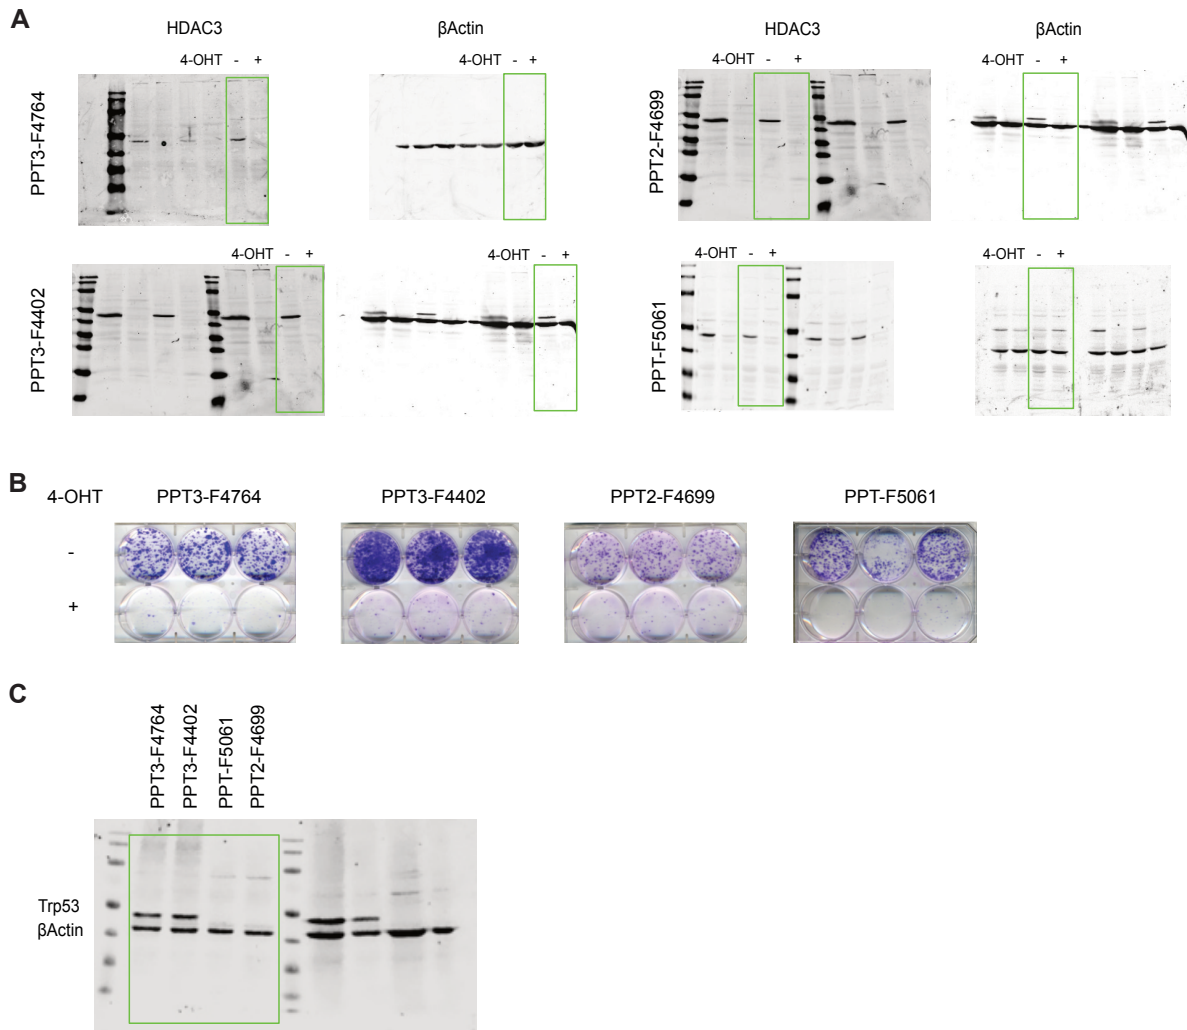 A
HDAC3
βActin
HDAC3
βActin
4-OHT - +
4-OHT - +
4-OHT - +
4-OHT - +
PPT3-F4764
PPT2-F4699
4-OHT - +
4-OHT - +
4-OHT - +
4-OHT - +
PPT3-F4402
PPT-F5061
B
4-OHT PPT3-F4764 PPT3-F4402 PPT2-F4699 PPT-F5061
-
+
C
PPT3-F4764
PPT3-F4402
PPT-F5061
PPT2-F4699
Trp53
βActin